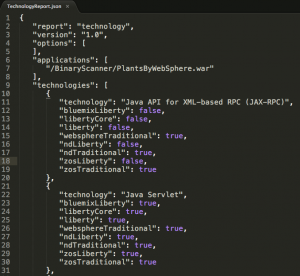 TechnologyReport.json
1 {
2 "report": "technology",
3 "version": "1.0",
4 "options": [
5 ],
6 "applications": [
7 "/BinaryScanner/PlantsByWebSphere.war"
8 ],
9 "technologies": [
10 {
11 "technology": "Java API for XML-based RPC (JAX-RPC)",
12 "bluemixLiberty": false,
13 "libertyCore": false,
14 "liberty": false,
15 "websphereTraditional": true,
16 "ndLiberty": false,
17 "ndTraditional": true,
18 "zosLiberty": false,
19 "zosTraditional": true
20 },
21 {
22 "technology": "Java Servlet",
23 "bluemixLiberty": true,
24 "libertyCore": true,
25 "liberty": true,
26 "websphereTraditional": true,
27 "ndLiberty": true,
28 "ndTraditional": true,
29 "zosLiberty": true,
30 "zosTraditional": true
31 },